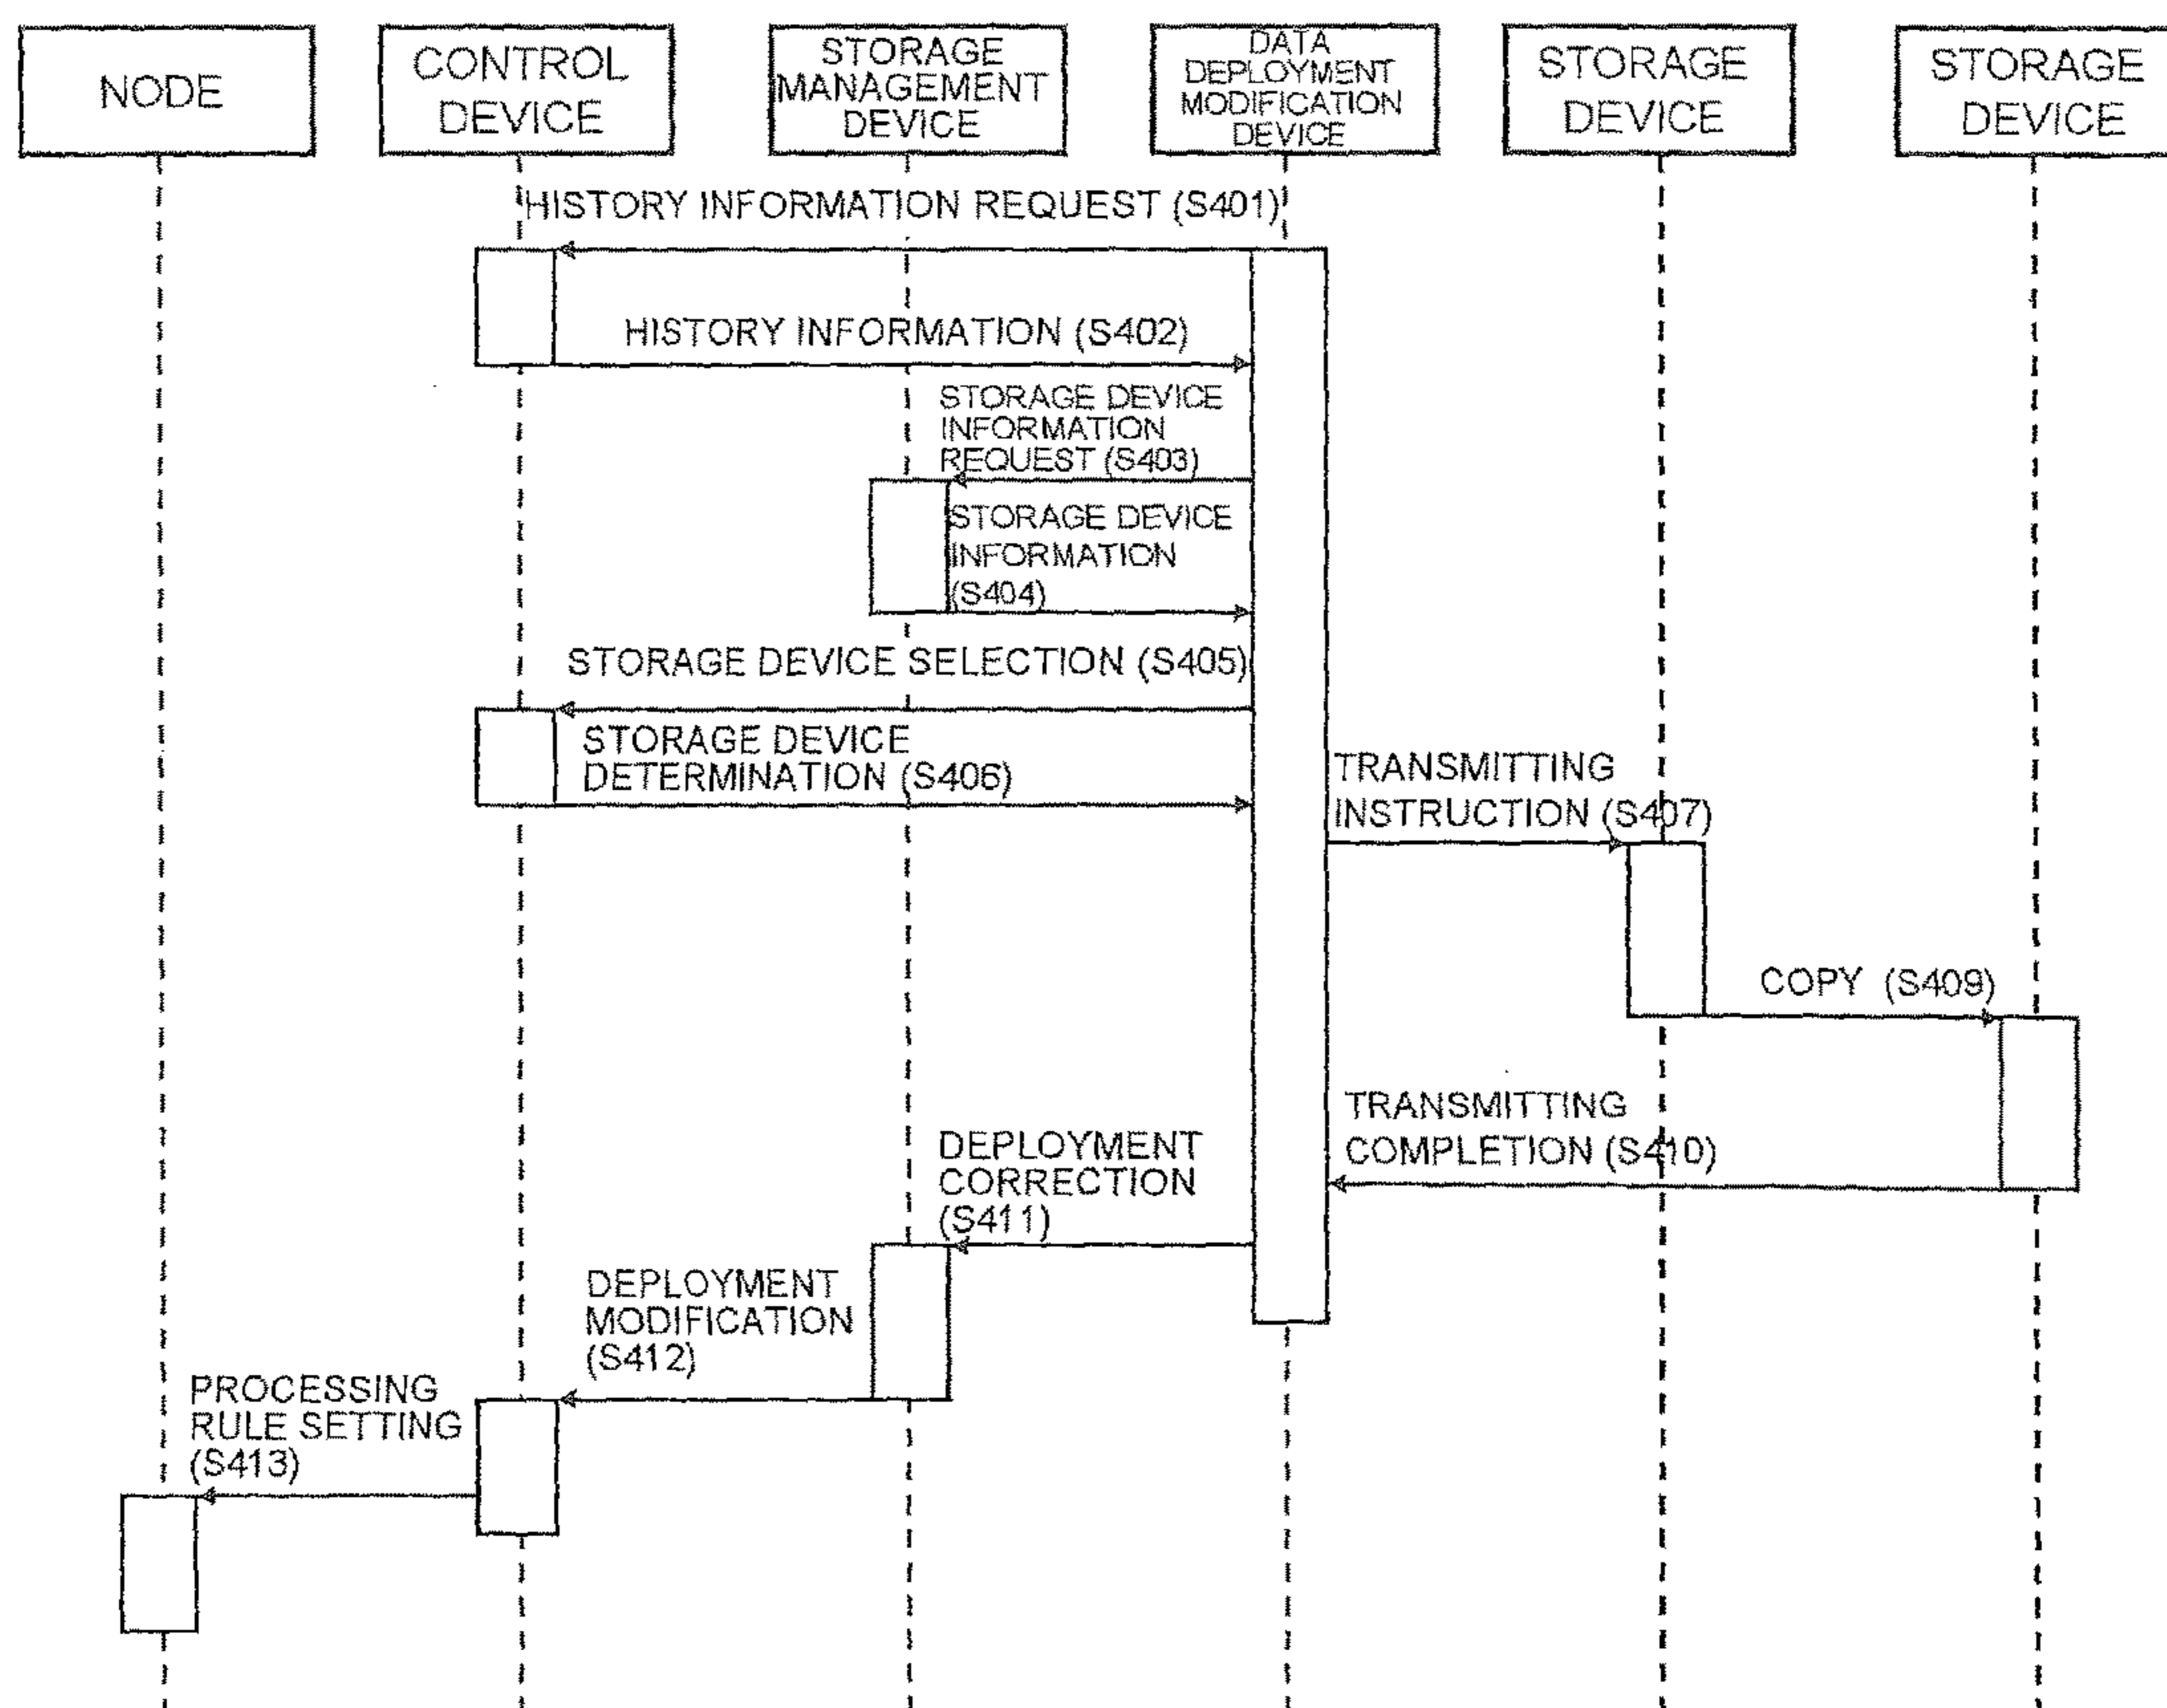 NODE
CONTROL
DEVICE
STORAGE
MANAGEMENT
DEVICE
DATA
DEPLOYMENT
MODIFICATION
DEVICE
STORAGE
DEVICE
STORAGE
DEVICE
HISTORY INFORMATION REQUEST (S401)
HISTORY INFORMATION (S402)
STORAGE DEVICE
INFORMATION
REQUEST (S403)
STORAGE DEVICE
INFORMATION
(S404)
STORAGE DEVICE SELECTION (S405)
STORAGE DEVICE
DETERMINATION (S406)
TRANSMITTING
INSTRUCTION (S407)
COPY (S409)
TRANSMITTING
COMPLETION (S410)
DEPLOYMENT
CORRECTION
(S411)
DEPLOYMENT
MODIFICATION
(S412)
PROCESSING
RULE SETTING
(S413)